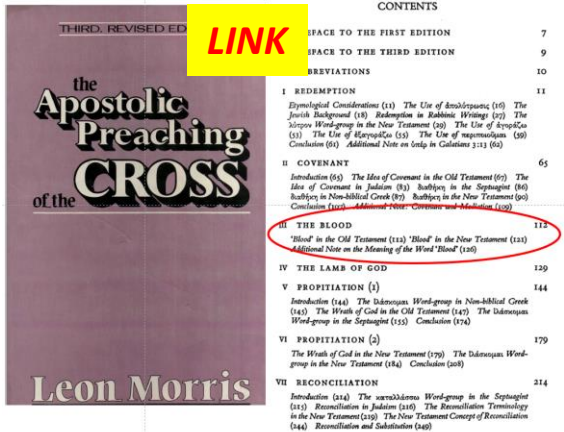 THIRD, REVISED ED
LINK
the
Apostolic
Preaching
of the CROSS
Leon Morris
CONTENTS
EFACE TO THE FIRST EDITION 7
EFACE TO THE THIRD EDITION 9
BREVIATIONS 10
I REDEMPTION 11
Etymological Considerations (11) The Use of ἀπολύτρωσις (16) The
Jewish Background (18) Redemption in Rabbinic Writings (27) The
λύτρον Word-group in the New Testament (29) The Use of ἀγοράζω
(53) The Use of ἐξαγοράζω (55) The Use of περιποιοῦμαι (59)
Conclusion (61) Additional Note on ὑπέρ in Galatians 3:13 (62)
II COVENANT 65
Introduction (65) The Idea of Covenant in the Old Testament (67) The
Idea of Covenant in Judaism (83) διαθήκη in the Septuagint (86)
διαθήκη in Non-biblical Greek (87) διαθήκη in the New Testament (90)
Conclusion (107) Additional Note: Covenant and Mediation (109)
III THE BLOOD 112
'Blood' in the Old Testament (112) 'Blood' in the New Testament (121)
Additional Note on the Meaning of the Word 'Blood' (126)
IV THE LAMB OF GOD 129
V PROPITIATION (1) 144
Introduction (144) The ἱλάσκομαι Word-group in Non-biblical Greek
(145) The Wrath of God in the Old Testament (147) The ἱλάσκομαι
Word-group in the Septuagint (155) Conclusion (174)
VI PROPITIATION (2) 179
The Wrath of God in the New Testament (179) The ἱλάσκομαι Word-
group in the New Testament (184) Conclusion (208)
VII RECONCILIATION 214
Introduction (214) The καταλλάσσω Word-group in the Septuagint
(215) Reconciliation in Judaism (216) The Reconciliation Terminology
in the New Testament (219) The New Testament Concept of Reconciliation
(244) Reconciliation and Substitution (249)